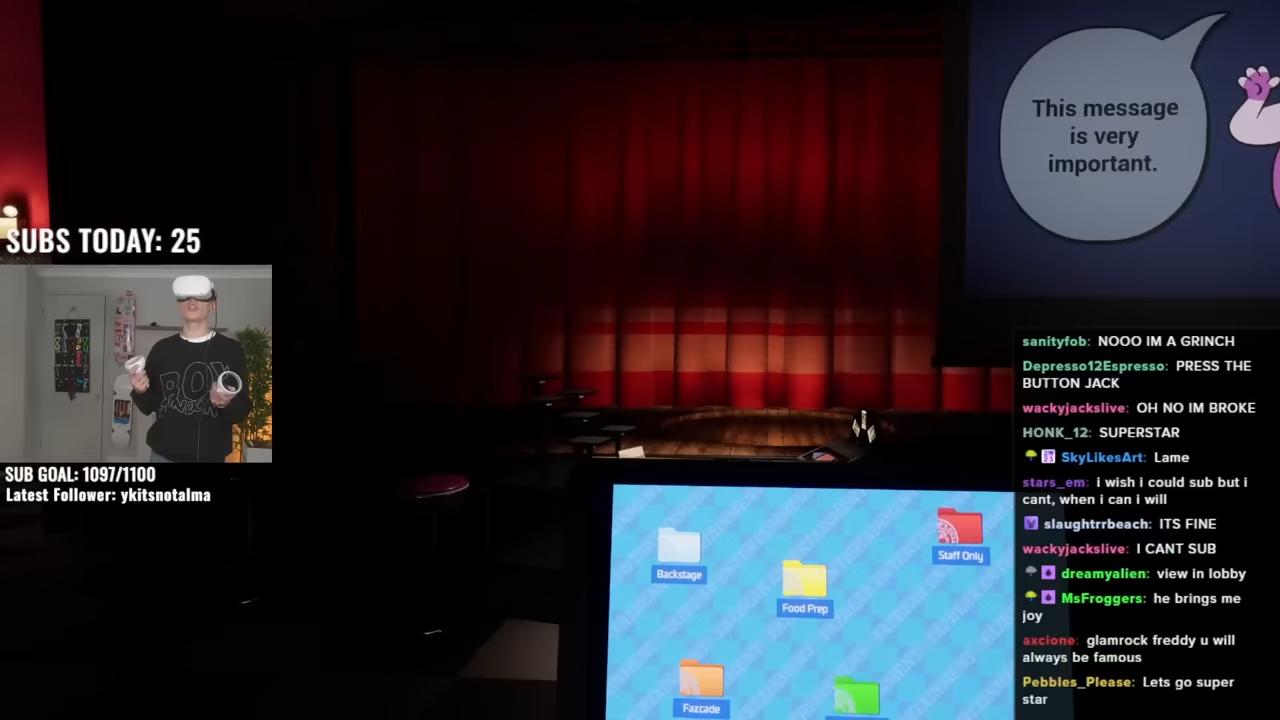 This message
is very
important.
SUBS TODAY: 25
SUB GOAL: 1097/1100
Latest Follower: ykitsnotalma
Backstage
Food Prep
Staff Only
Fazcade
sanityfob: NOOO IM A GRINCH
Depresso12Espresso: PRESS THE
BUTTON JACK
wackyjackslive: OH NO IM BROKE
HONK_12: SUPERSTAR
SkyLikesArt: Lame
stars_em: i wish i could sub but i
cant, when i can i will
slaughtrrbeach: ITS FINE
wackyjackslive: I CANT SUB
dreamyalien: view in lobby
MsFroggers: he brings me
joy
axcione: glamrock freddy u will
always be famous
Pebbles_Please: Lets go super
star